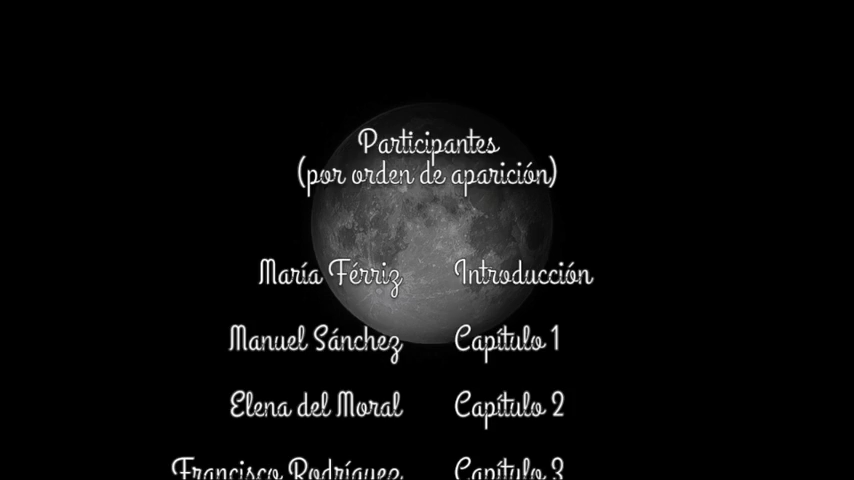 Participantes
(por orden de aparición)
María Férriz Introducción
Manuel Sánchez Capítulo 1
Elena del Moral Capítulo 2
Francisco Rodríguez Capítulo 3